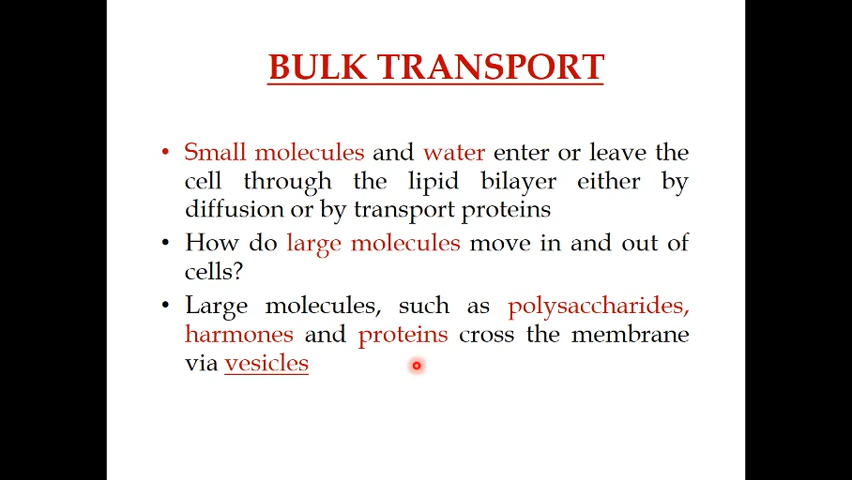 BULK TRANSPORT
• Small molecules and water enter or leave the
cell through the lipid bilayer either by
diffusion or by transport proteins
• How do large molecules move in and out of
cells?
• Large molecules, such as polysaccharides,
harmones and proteins cross the membrane
via vesicles